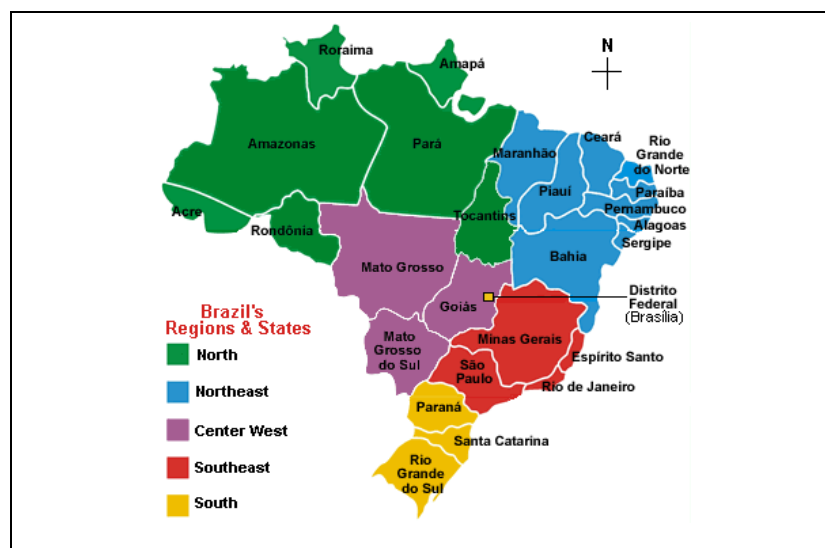 Roraima
Amapá
N
Amazonas
Pará
Maranhão
Ceará
Rio
Grande
do Norte
Piauí
Paraíba
Pernambuco
Alagoas
Sergipe
Acre
Rondônia
Tocantins
Bahia
Mato Grosso
Goiás
Distrito
Federal
(Brasília)
Brazil's
Regions & States
Mato
Grosso
do Sul
Minas Gerais
Espírito Santo
São
Paulo
Rio de Janeiro
Paraná
Santa Catarina
Rio
Grande
do Sul
North
Northeast
Center West
Southeast
South